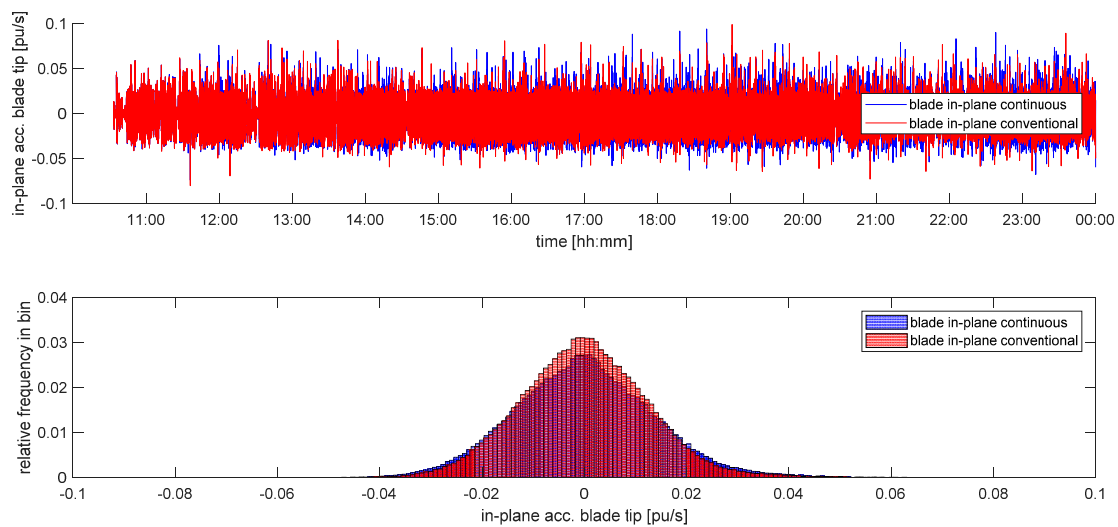 in-plane acc. blade tip [pu/s]
0.1
0.05
0
-0.05
-0.1
blade in-plane continuous
blade in-plane conventional
11:00 12:00 13:00 14:00 15:00 16:00 17:00 18:00 19:00 20:00 21:00 22:00 23:00 00:00
time [hh:mm]
relative frequency in bin
0.04
0.03
0.02
0.01
0
blade in-plane continuous
blade in-plane conventional
-0.1 -0.08 -0.06 -0.04 -0.02 0 0.02 0.04 0.06 0.08 0.1
in-plane acc. blade tip [pu/s]